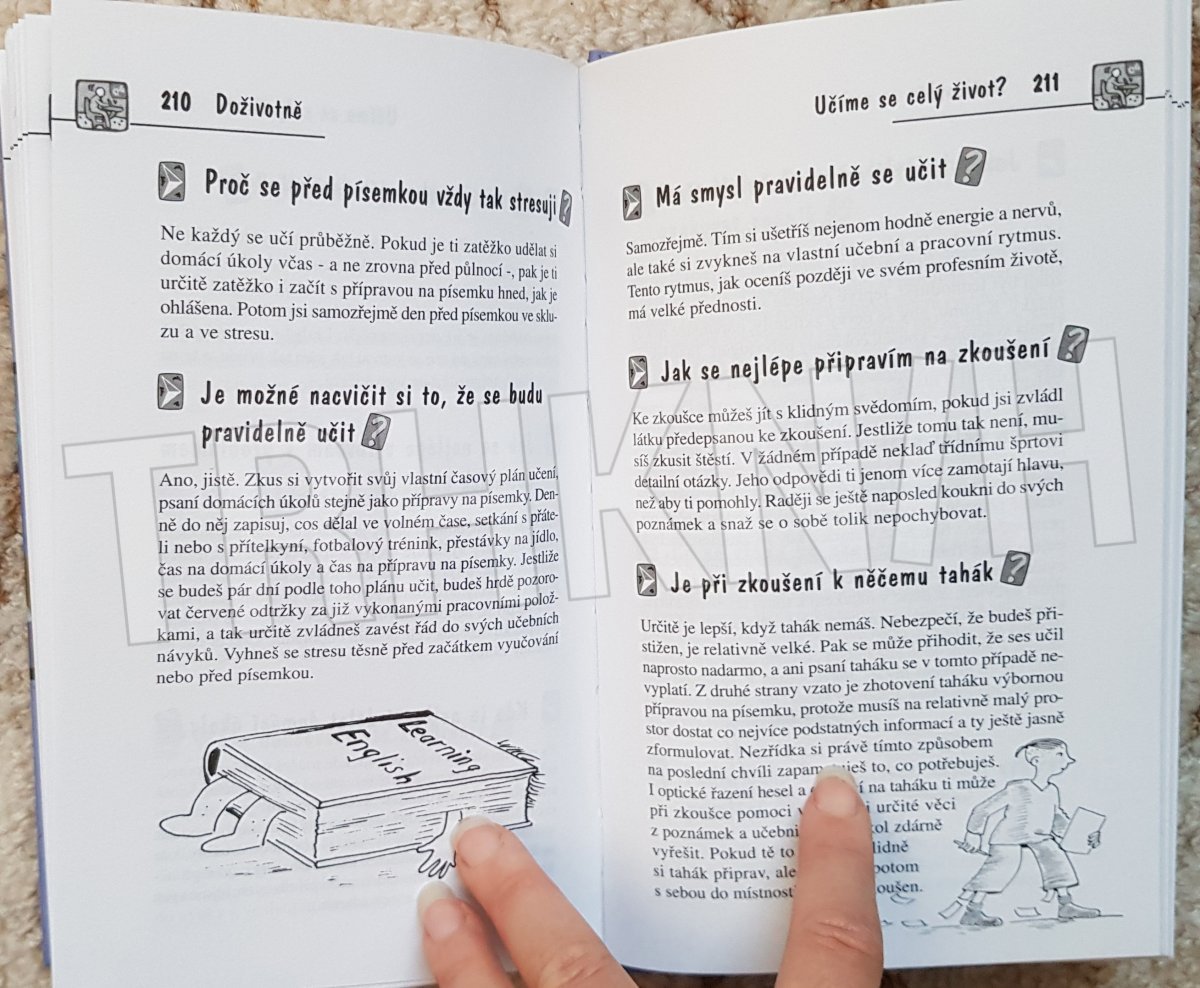 210 Doživotně
Proč se před písemkou vždy tak stresuji?
Ne každý se učí průběžně. Pokud je ti zatěžko udělat si
domácí úkoly včas - a ne zrovna před půlnocí -, pak je ti
určitě zatěžko i začít s přípravou na písemku hned, jak je
ohlášena. Potom jsi samozřejmě den před písemkou ve sklu-
zu a ve stresu.
Je možné nacvičit si to, že se budu
pravidelně učit?
Ano, jistě. Zkus si vytvořit svůj vlastní časový plán učení,
psaní domácích úkolů stejně jako přípravy na písemky. Den-
ně do něj zapisuj, cos dělal ve volném čase, setkání s přáte-
li nebo s přítelkyní, fotbalový trénink, přestávky na jídlo,
čas na domácí úkoly a čas na přípravu na písemky. Jestliže
se budeš pár dní podle toho plánu učit, budeš hrdě pozoro-
vat červené odtržky za již vykonanými pracovními polož-
kami, a tak určitě zvládneš zavést řád do svých učebních
návyků. Vyhneš se stresu těsně před začátkem vyučování
nebo před písemkou.
Learning
English
Učíme se celý život? 211
Má smysl pravidelně se učit?
Samozřejmě. Tím si ušetříš nejenom hodně energie a nervů,
ale také si zvykneš na vlastní učební a pracovní rytmus.
Tento rytmus, jak oceníš později ve svém profesním životě,
má velké přednosti.
Jak se nejlépe připravím na zkoušení?
Ke zkoušce můžeš jít s klidným svědomím, pokud jsi zvládl
látku předepsanou ke zkoušení. Jestliže tomu tak není, mu-
síš zkusit štěstí. V žádném případě neklaď třídnímu šprtovi
detailní otázky. Jeho odpovědi ti jenom více zamotají hlavu,
než aby ti pomohly. Raději se ještě naposled koukni do svých
poznámek a snaž se o sobě tolik nepochybovat.
Je při zkoušení k něčemu tahák?
Určitě je lepší, když tahák nemáš. Nebezpečí, že budeš při-
stižen, je relativně velké. Pak se může přihodit, že ses učil
naprosto nadarmo, a ani psaní taháku se v tomto případě ne-
vyplatí. Z druhé strany vzato je zhotovení taháku výbornou
přípravou na písemku, protože musíš na relativně malý pro-
stor dostat co nejvíce podstatných informací a ty ještě jasně
zformulovat. Nezřídka si právě tímto způsobem
na poslední chvíli to, co potřebuješ.
I optické řazení hesel a na taháku ti může
při zkoušce pomoci určité věci
z poznámek a zdárně
vyřešit. Pokud tě to
si tahák připrav, ale potom
s sebou do
TRHKNIH